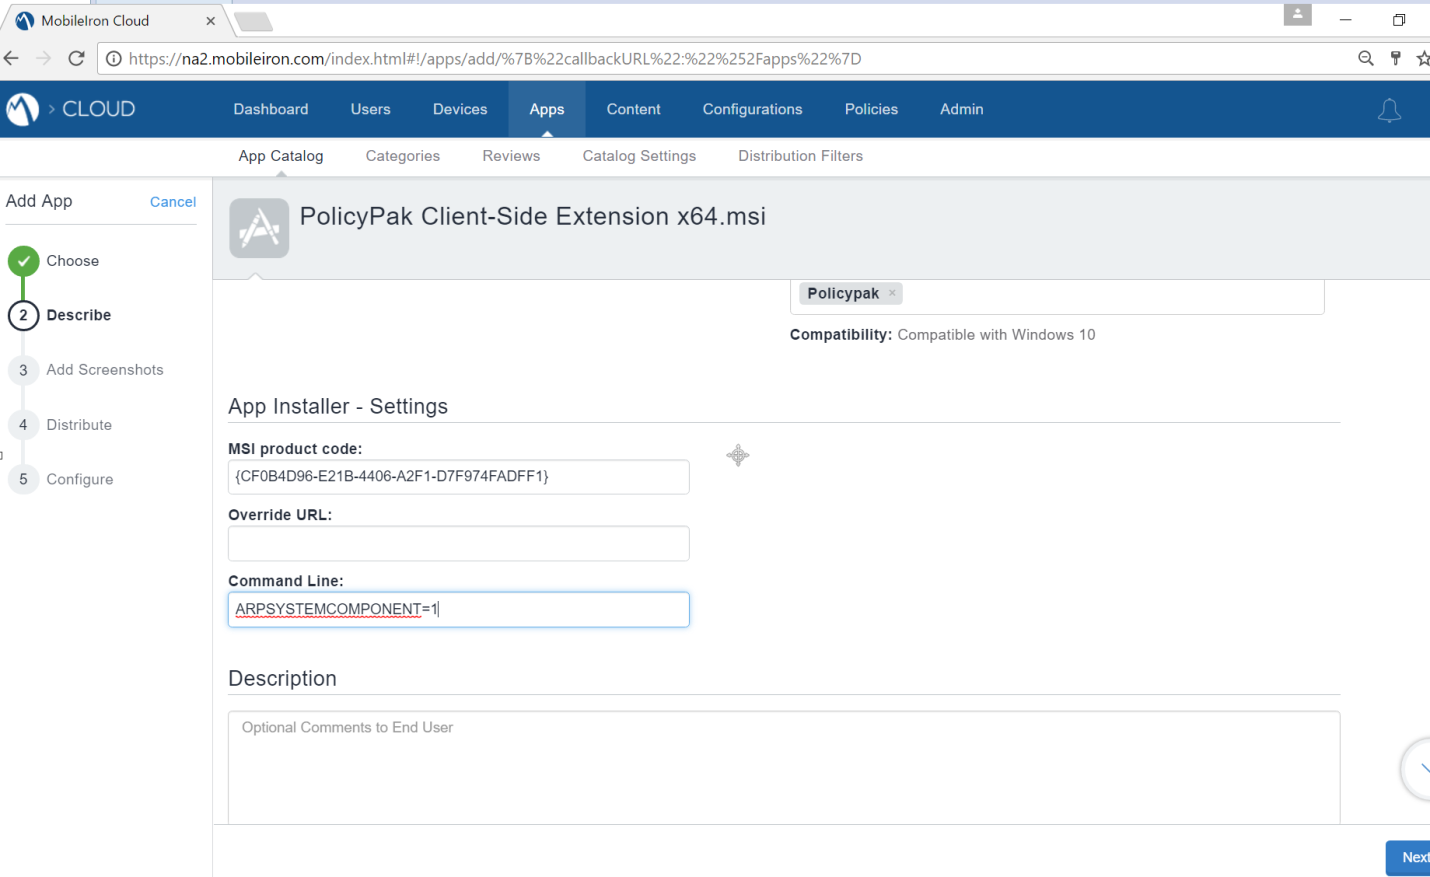 MobileIron Cloud
https://na2.mobileiron.com/index.html#!/apps/add/%7B%22callbackURL%22:%22%252Fapps%22%7D
> CLOUD Dashboard Users Devices Apps Content Configurations Policies Admin
App Catalog Categories Reviews Catalog Settings Distribution Filters
Add App Cancel
PolicyPak Client-Side Extension x64.msi
Choose
2 Describe
3 Add Screenshots
4 Distribute
5 Configure
Policypak ×
Compatibility: Compatible with Windows 10
App Installer - Settings
MSI product code:
{CF0B4D96-E21B-4406-A2F1-D7F974FADFF1}
Override URL:
Command Line:
ARPSYSTEMCOMPONENT=1
Description
Optional Comments to End User
Next